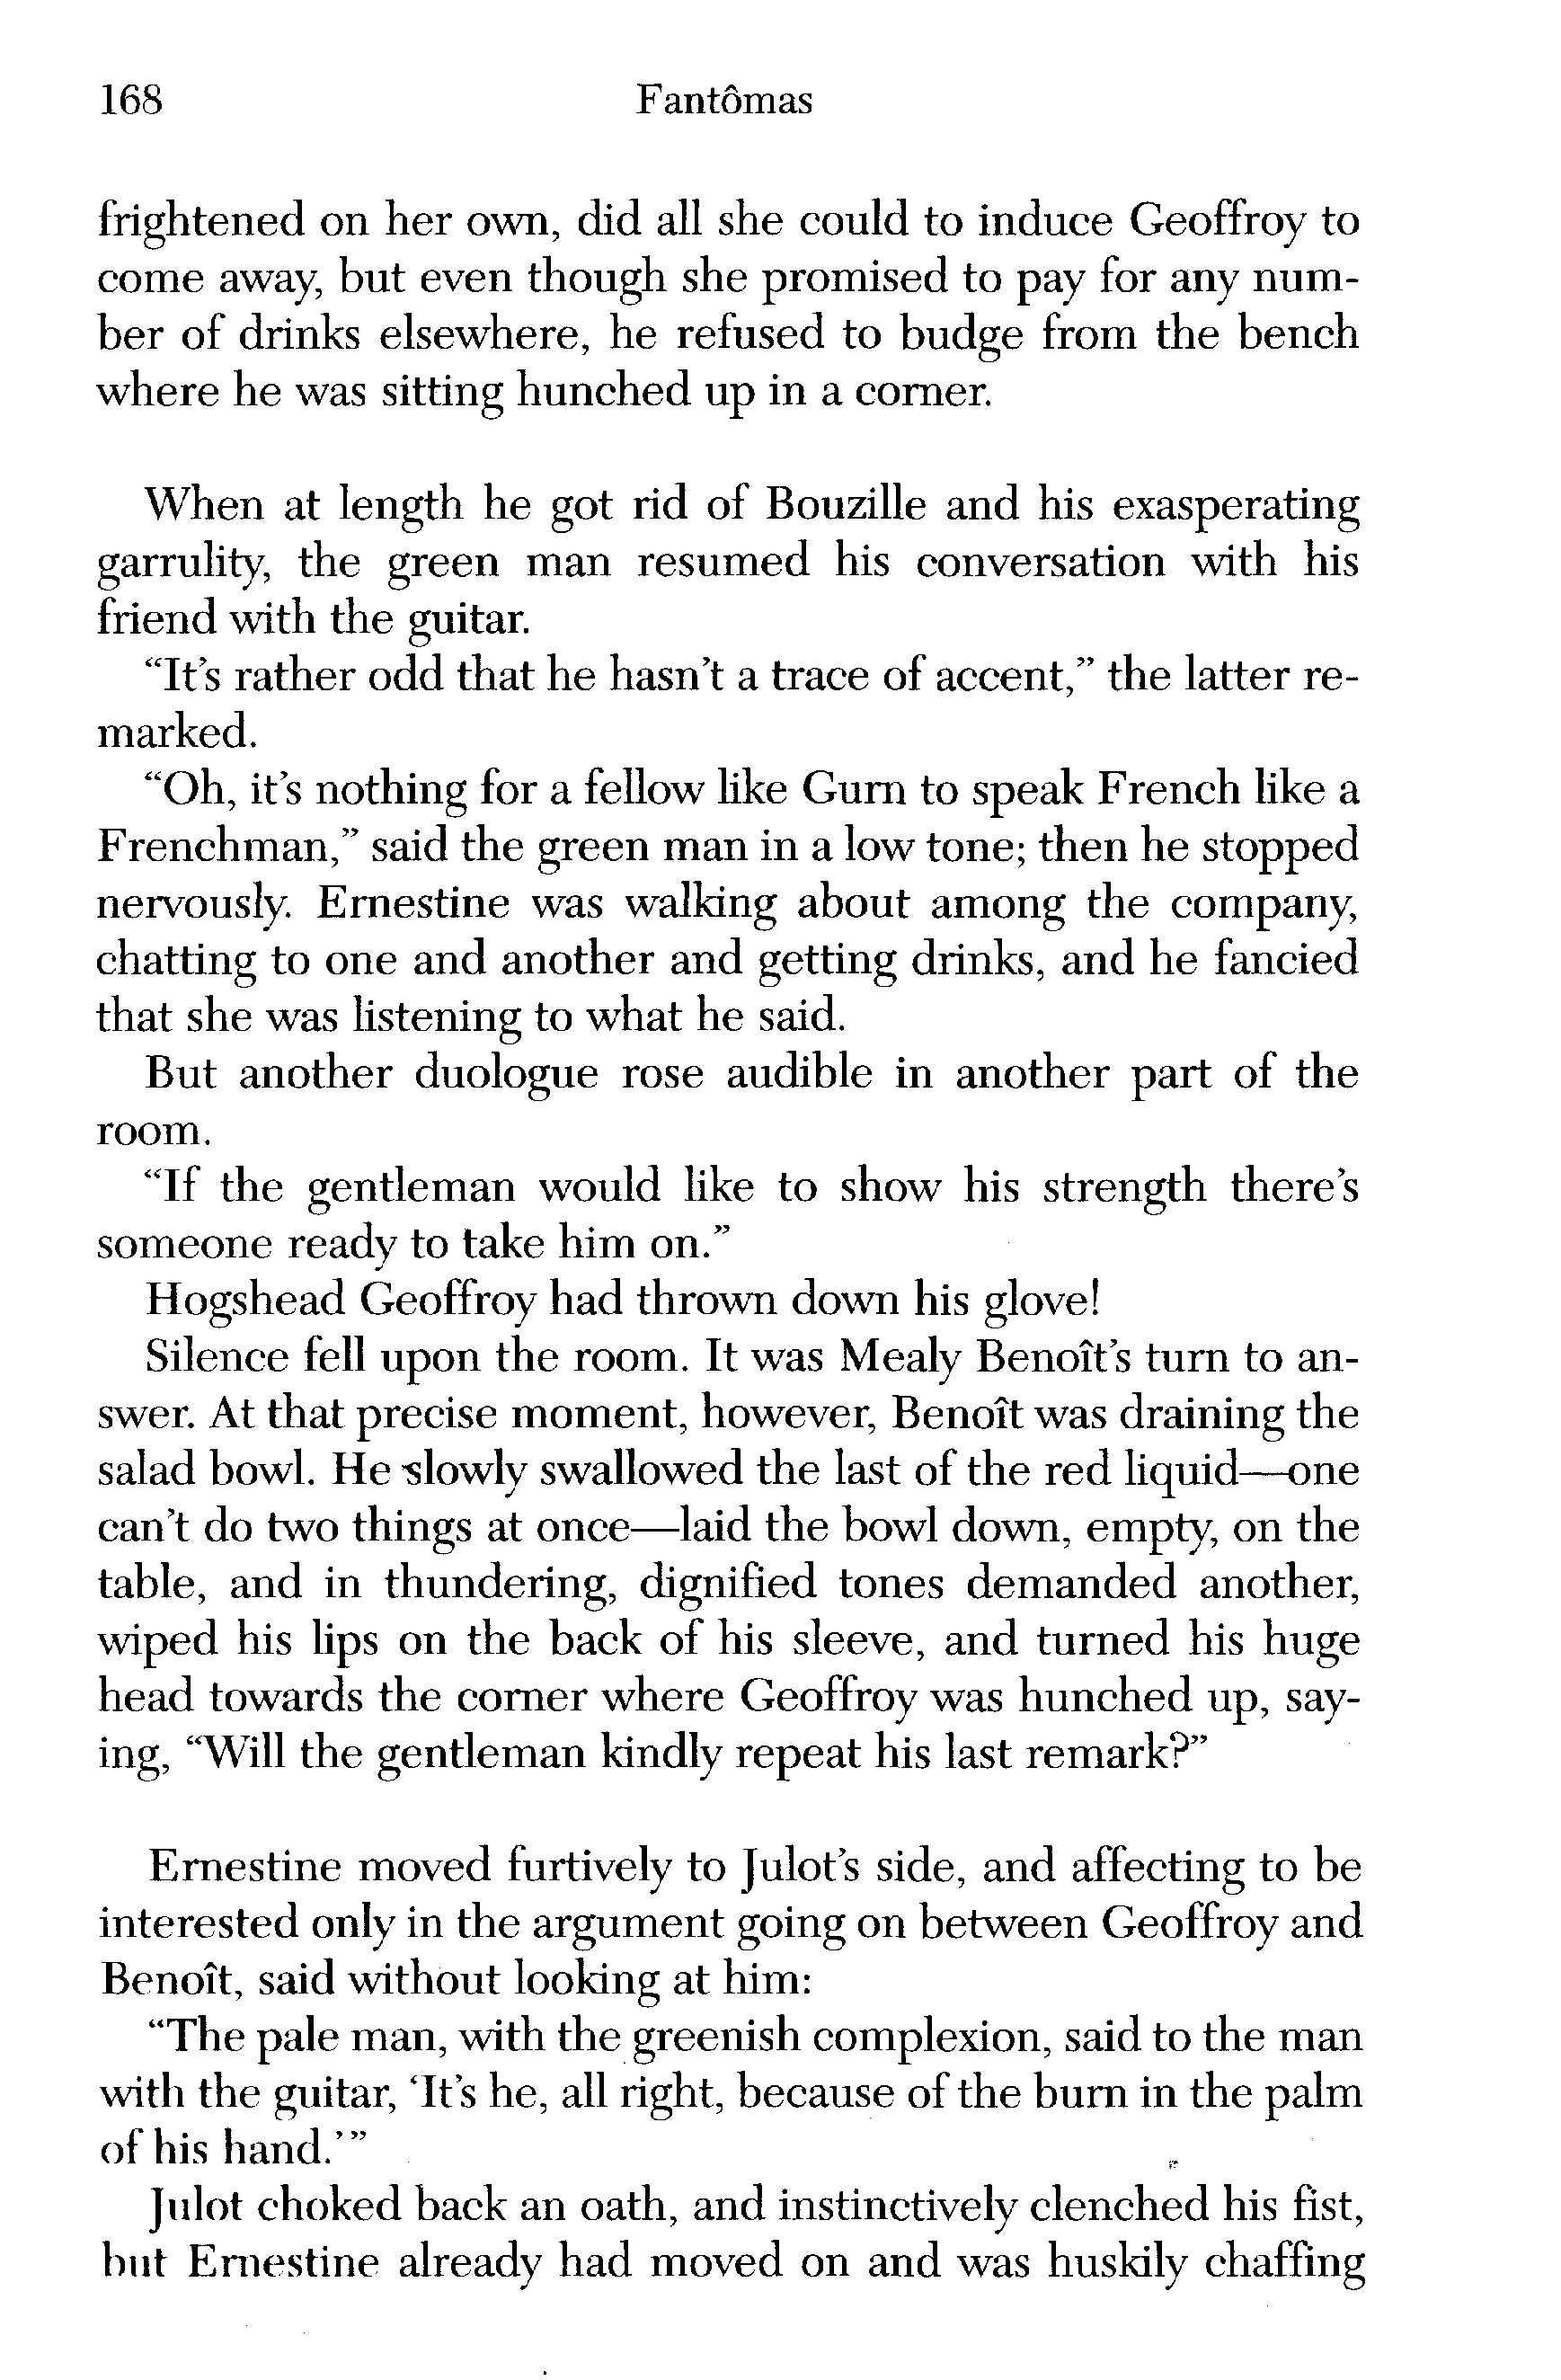 168 Fantômas
frightened on her own, did all she could to induce Geoffroy to
come away, but even though she promised to pay for any num-
ber of drinks elsewhere, he refused to budge from the bench
where he was sitting hunched up in a corner.
When at length he got rid of Bouzille and his exasperating
garrulity, the green man resumed his conversation with his
friend with the guitar.
“It’s rather odd that he hasn’t a trace of accent,” the latter re-
marked.
“Oh, it’s nothing for a fellow like Gurn to speak French like a
Frenchman,” said the green man in a low tone; then he stopped
nervously. Ernestine was walking about among the company,
chatting to one and another and getting drinks, and he fancied
that she was listening to what he said.
But another duologue rose audible in another part of the
room.
“If the gentleman would like to show his strength there’s
someone ready to take him on.”
Hogshead Geoffroy had thrown down his glove!
Silence fell upon the room. It was Mealy Benoît’s turn to an-
swer. At that precise moment, however, Benoît was draining the
salad bowl. He slowly swallowed the last of the red liquid—one
can’t do two things at once—laid the bowl down, empty, on the
table, and in thundering, dignified tones demanded another,
wiped his lips on the back of his sleeve, and turned his huge
head towards the corner where Geoffroy was hunched up, say-
ing, “Will the gentleman kindly repeat his last remark?”
Ernestine moved furtively to Julot’s side, and affecting to be
interested only in the argument going on between Geoffroy and
Benoît, said without looking at him:
“The pale man, with the greenish complexion, said to the man
with the guitar, ‘It’s he, all right, because of the burn in the palm
of his hand.’”
Julot choked back an oath, and instinctively clenched his fist,
but Ernestine already had moved on and was huskily chaffing